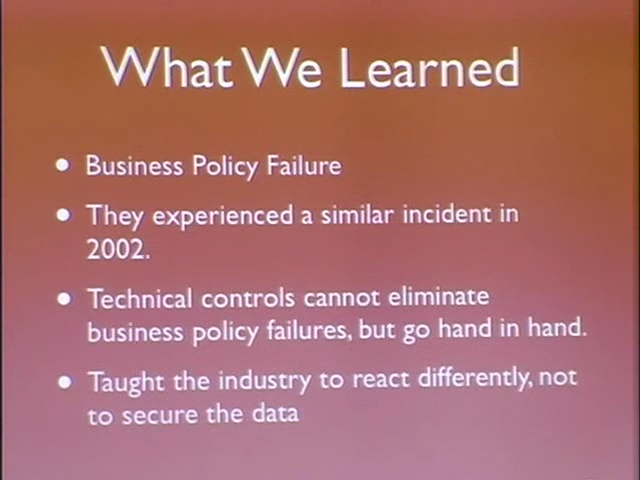 What We Learned
• Business Policy Failure
• They experienced a similar incident in
2002.
• Technical controls cannot eliminate
business policy failures, but go hand in hand.
• Taught the industry to react differently, not
to secure the data